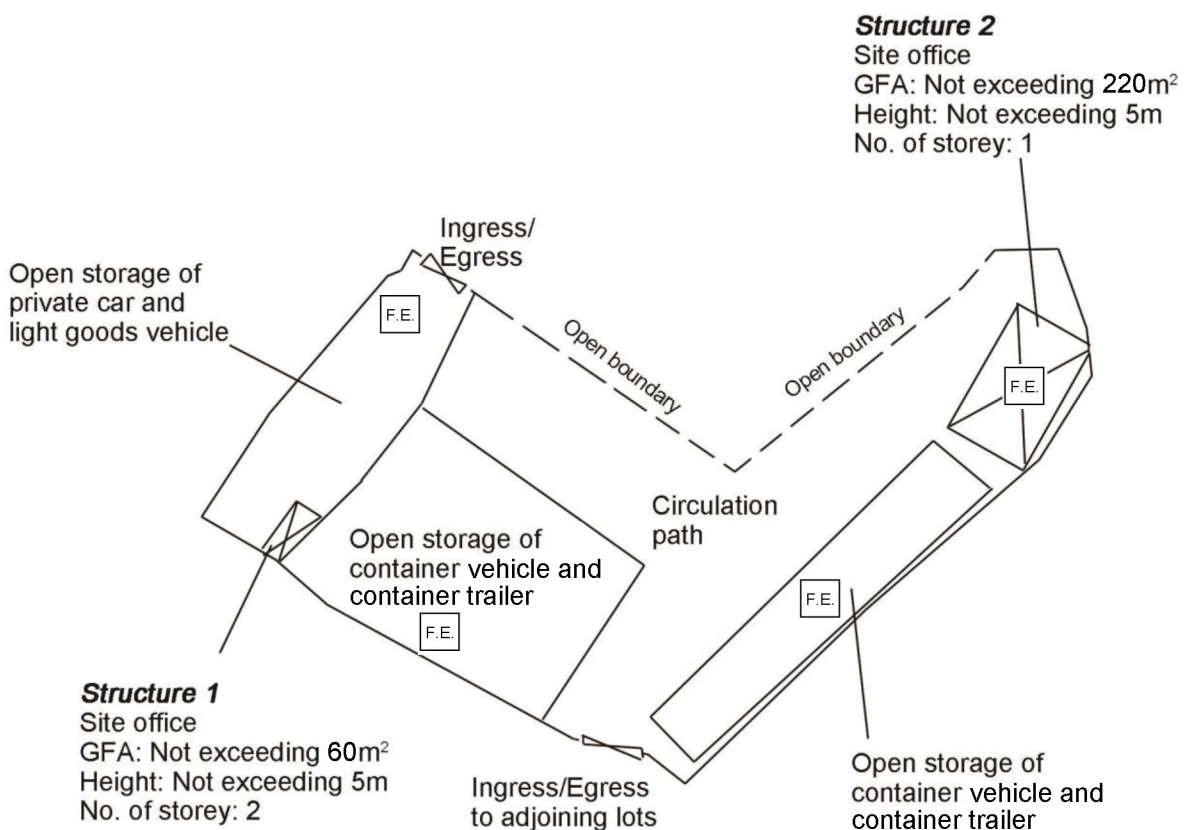 Structure 2
Site office
GFA: Not exceeding 220m²
Height: Not exceeding 5m
No. of storey: 1
Ingress/
Egress
Open storage of
private car and
light goods vehicle
F.E.
Open boundary
Open boundary
F.E.
Circulation
path
Open storage of
container vehicle and
container trailer
F.E.
F.E.
Structure 1
Site office
GFA: Not exceeding 60m²
Height: Not exceeding 5m
No. of storey: 2
Ingress/Egress
to adjoining lots
Open storage of
container vehicle and
container trailer